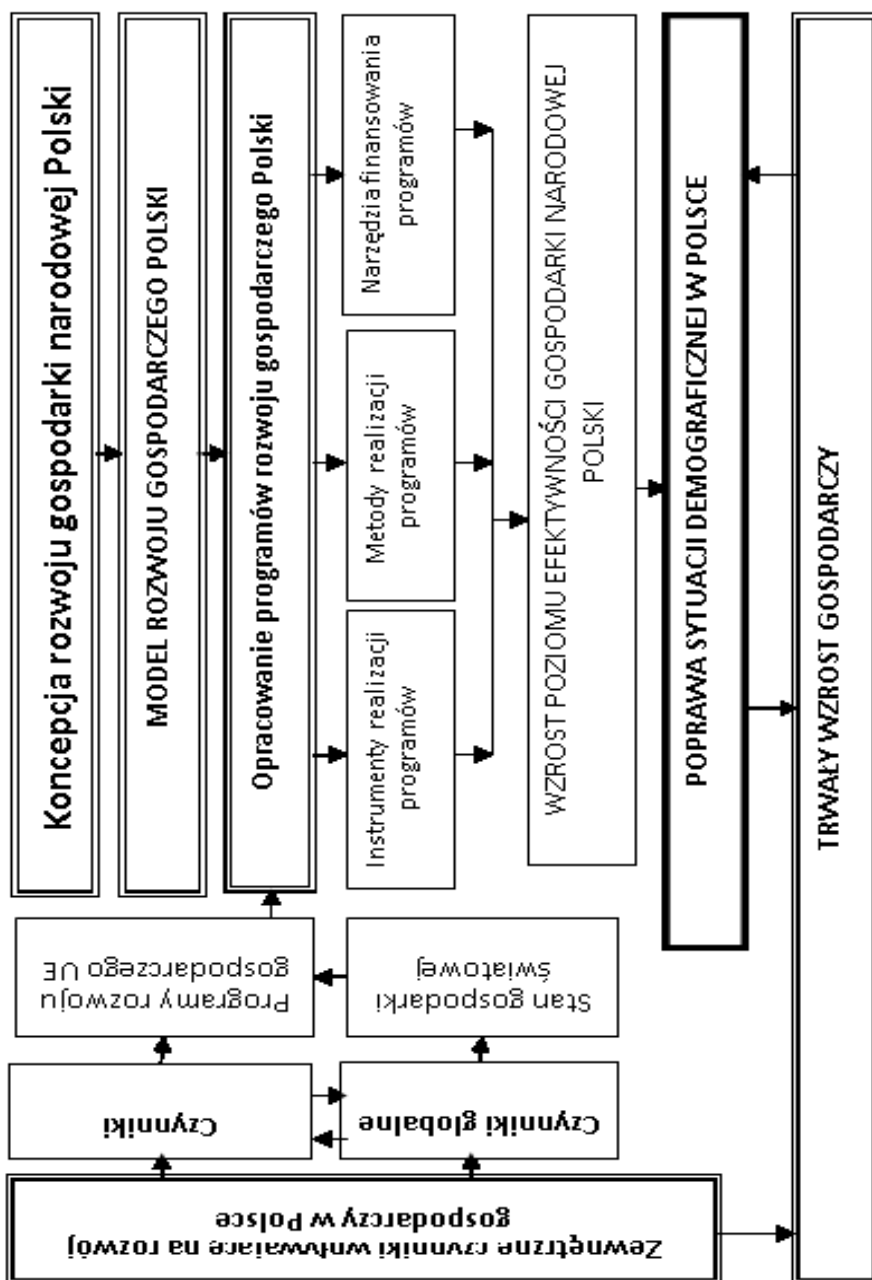 Koncepcja rozwoju gospodarki narodowej Polski
MODEL ROZWOJU GOSPODARCZEGO POLSKI
Opracowanie programów rozwoju gospodarczego Polski
Instrumenty realizacji
programów
Metody realizacji
programów
Narzędzia finansowania
programów
WZROST POZIOMU EFEKTYWNOŚCI GOSPODARKI NARODOWEJ
POLSKI
POPRAWA SYTUACJI DEMOGRAFICZNEJ W POLSCE
TRWAŁY WZROST GOSPODARCZY
Zewnętrzne czynniki wpływające na rozwój
gospodarczy w Polsce
Czynniki
Czynniki globalne
Programy rozwoju
gospodarczego UE
Stan gospodarki
światowej